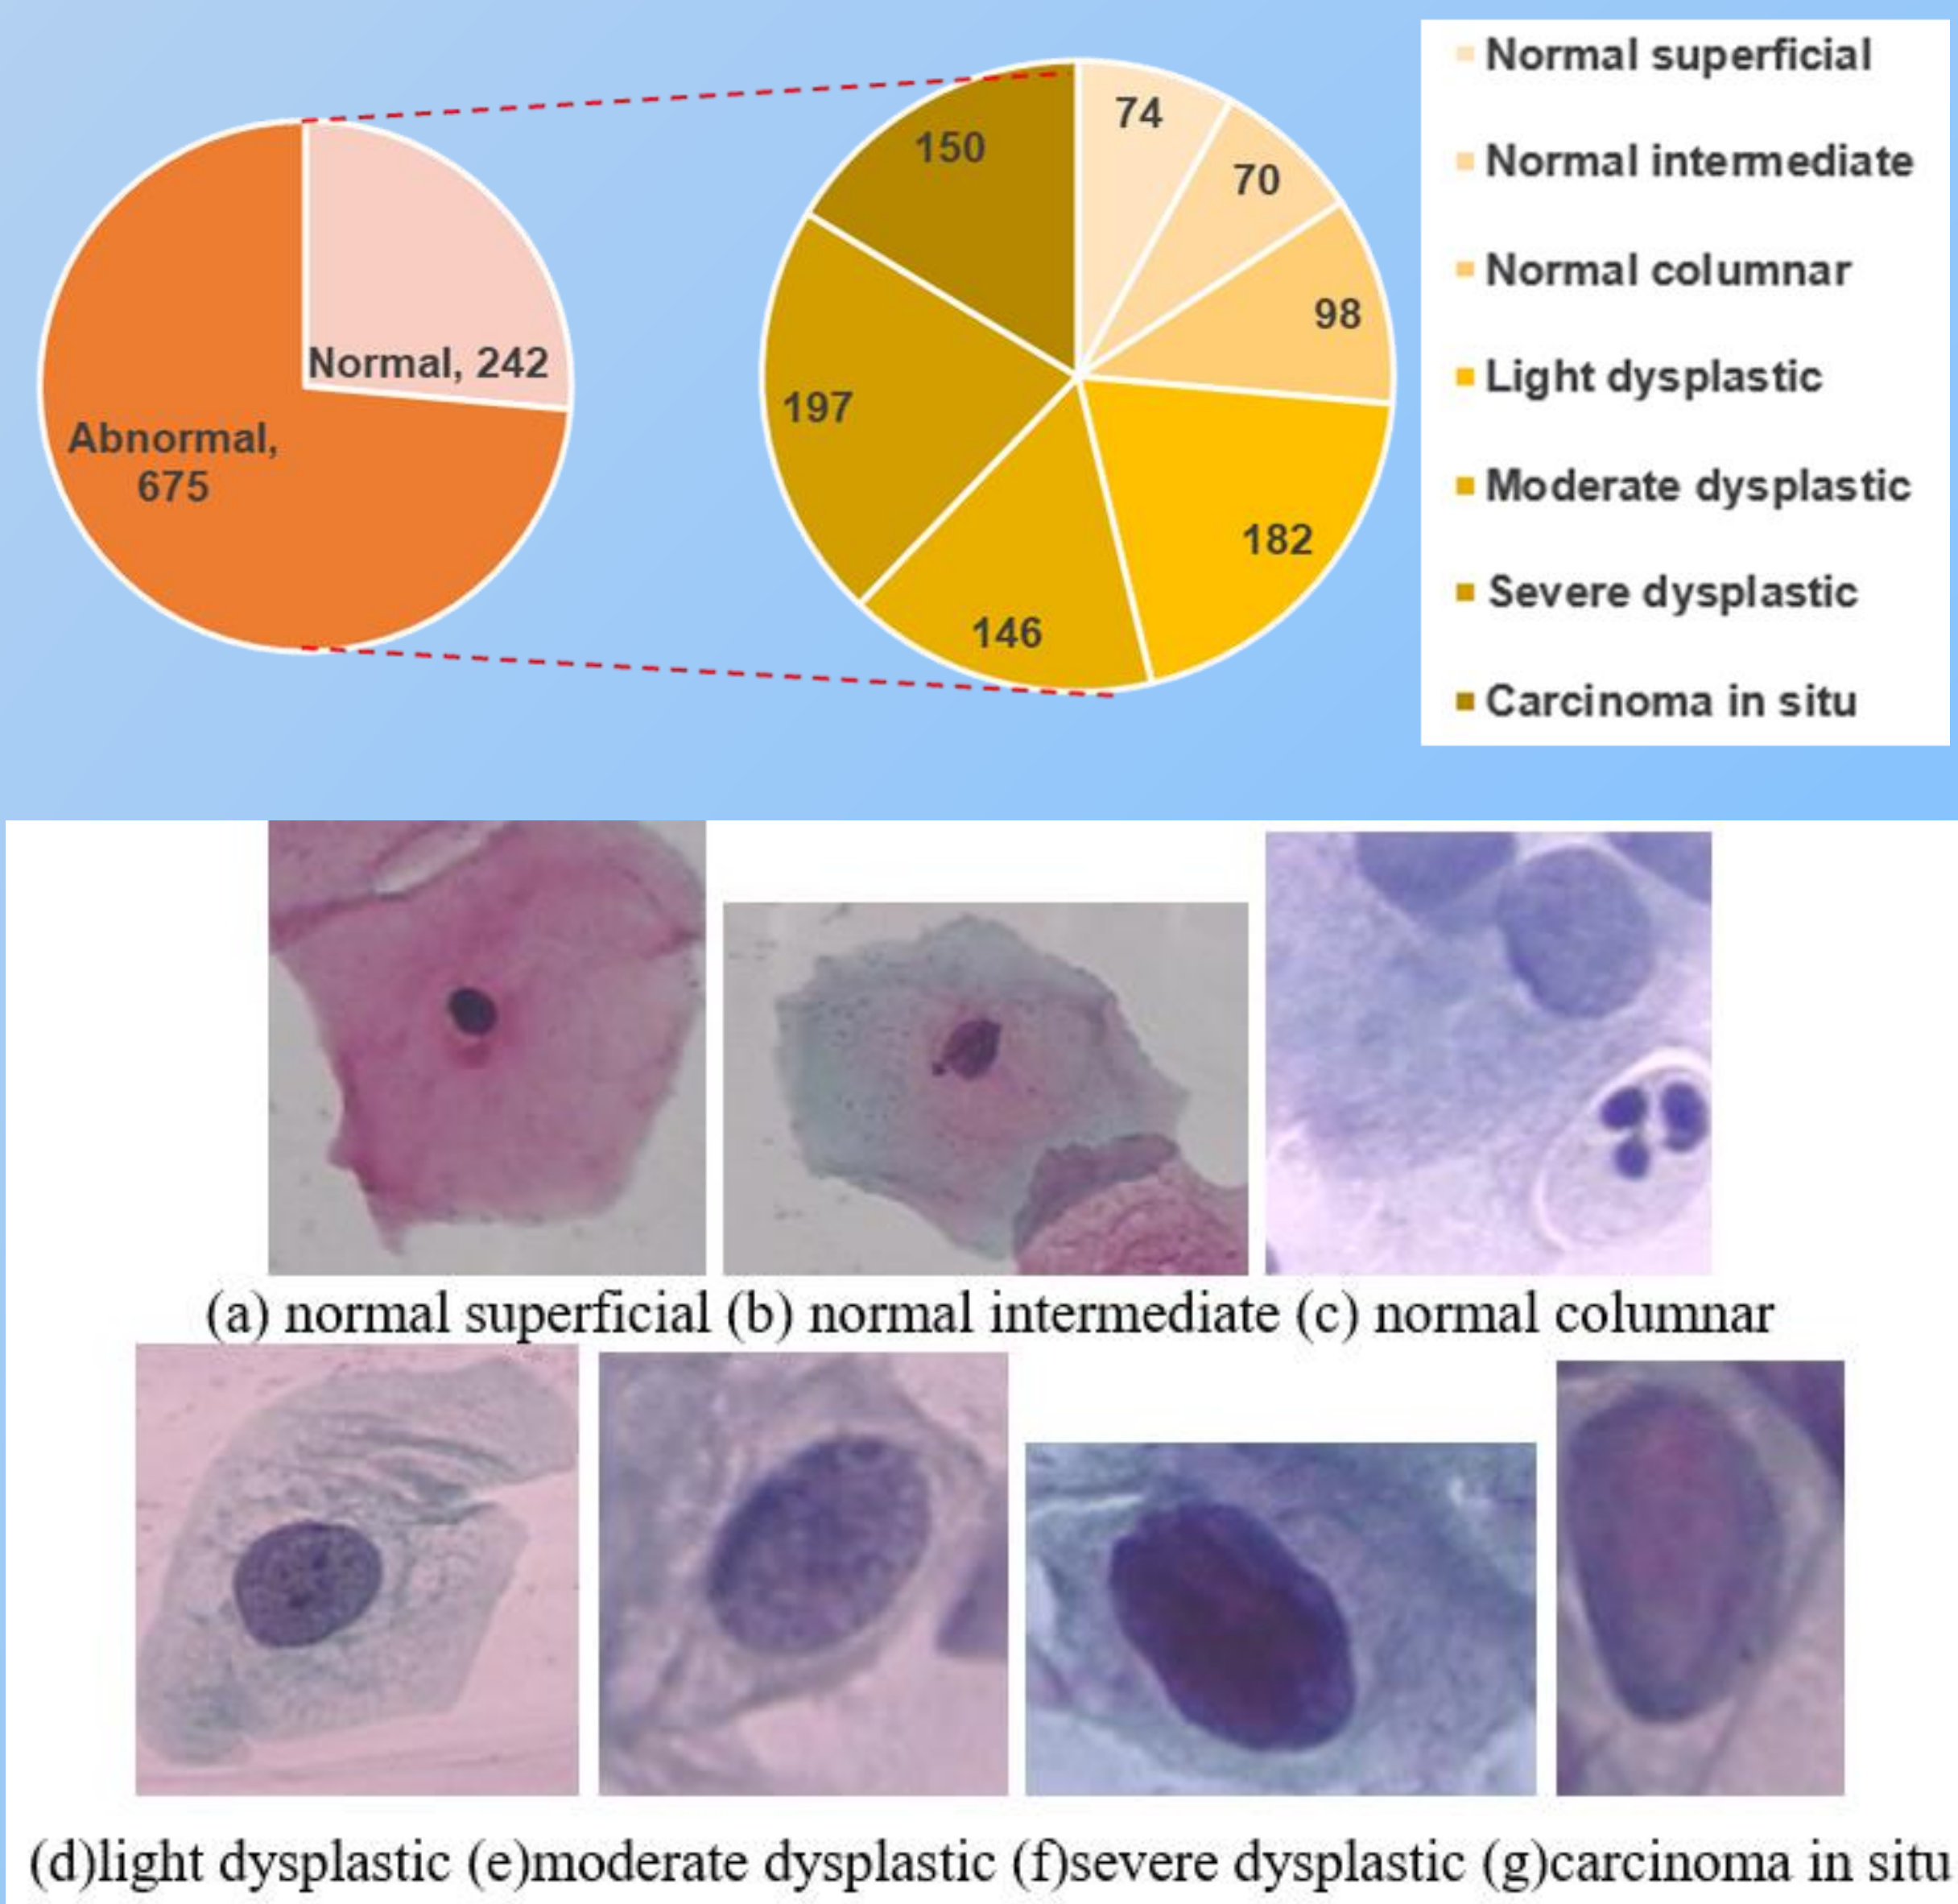 Normal, 242
Abnormal,
675
74
70
98
182
146
197
150
Normal superficial
Normal intermediate
Normal columnar
Light dysplastic
Moderate dysplastic
Severe dysplastic
Carcinoma in situ
(a) normal superficial (b) normal intermediate (c) normal columnar
(d)light dysplastic (e)moderate dysplastic (f)severe dysplastic (g)carcinoma in situ